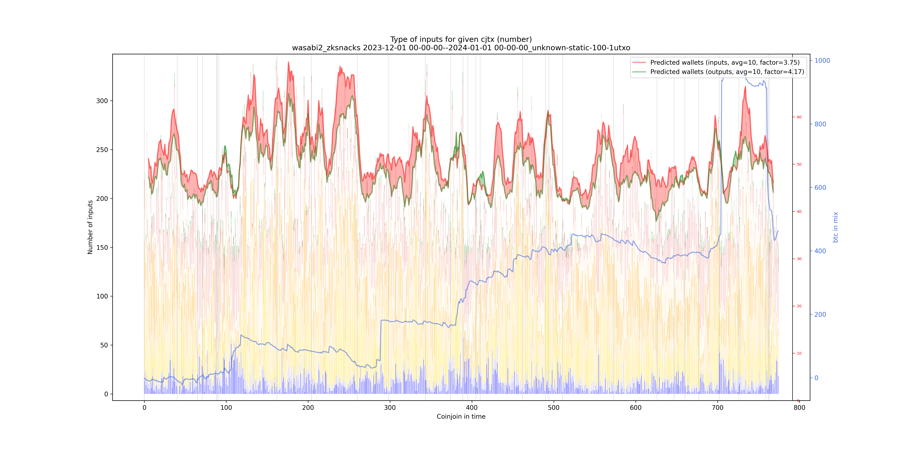 Type of inputs for given cjtx (number)
wasabi2_zksnacks 2023-12-01 00-00-00--2024-01-01 00-00-00_unknown-static-100-1utxo
Predicted wallets (inputs, avg=10, factor=3.75)
Predicted wallets (outputs, avg=10, factor=4.17)
Number of inputs
300
250
200
150
100
50
0
0 100 200 300 400 500 600 700 800
Coinjoin in time
60
50
40
30
20
10
1000
800
600
400
200
0
btc in mix